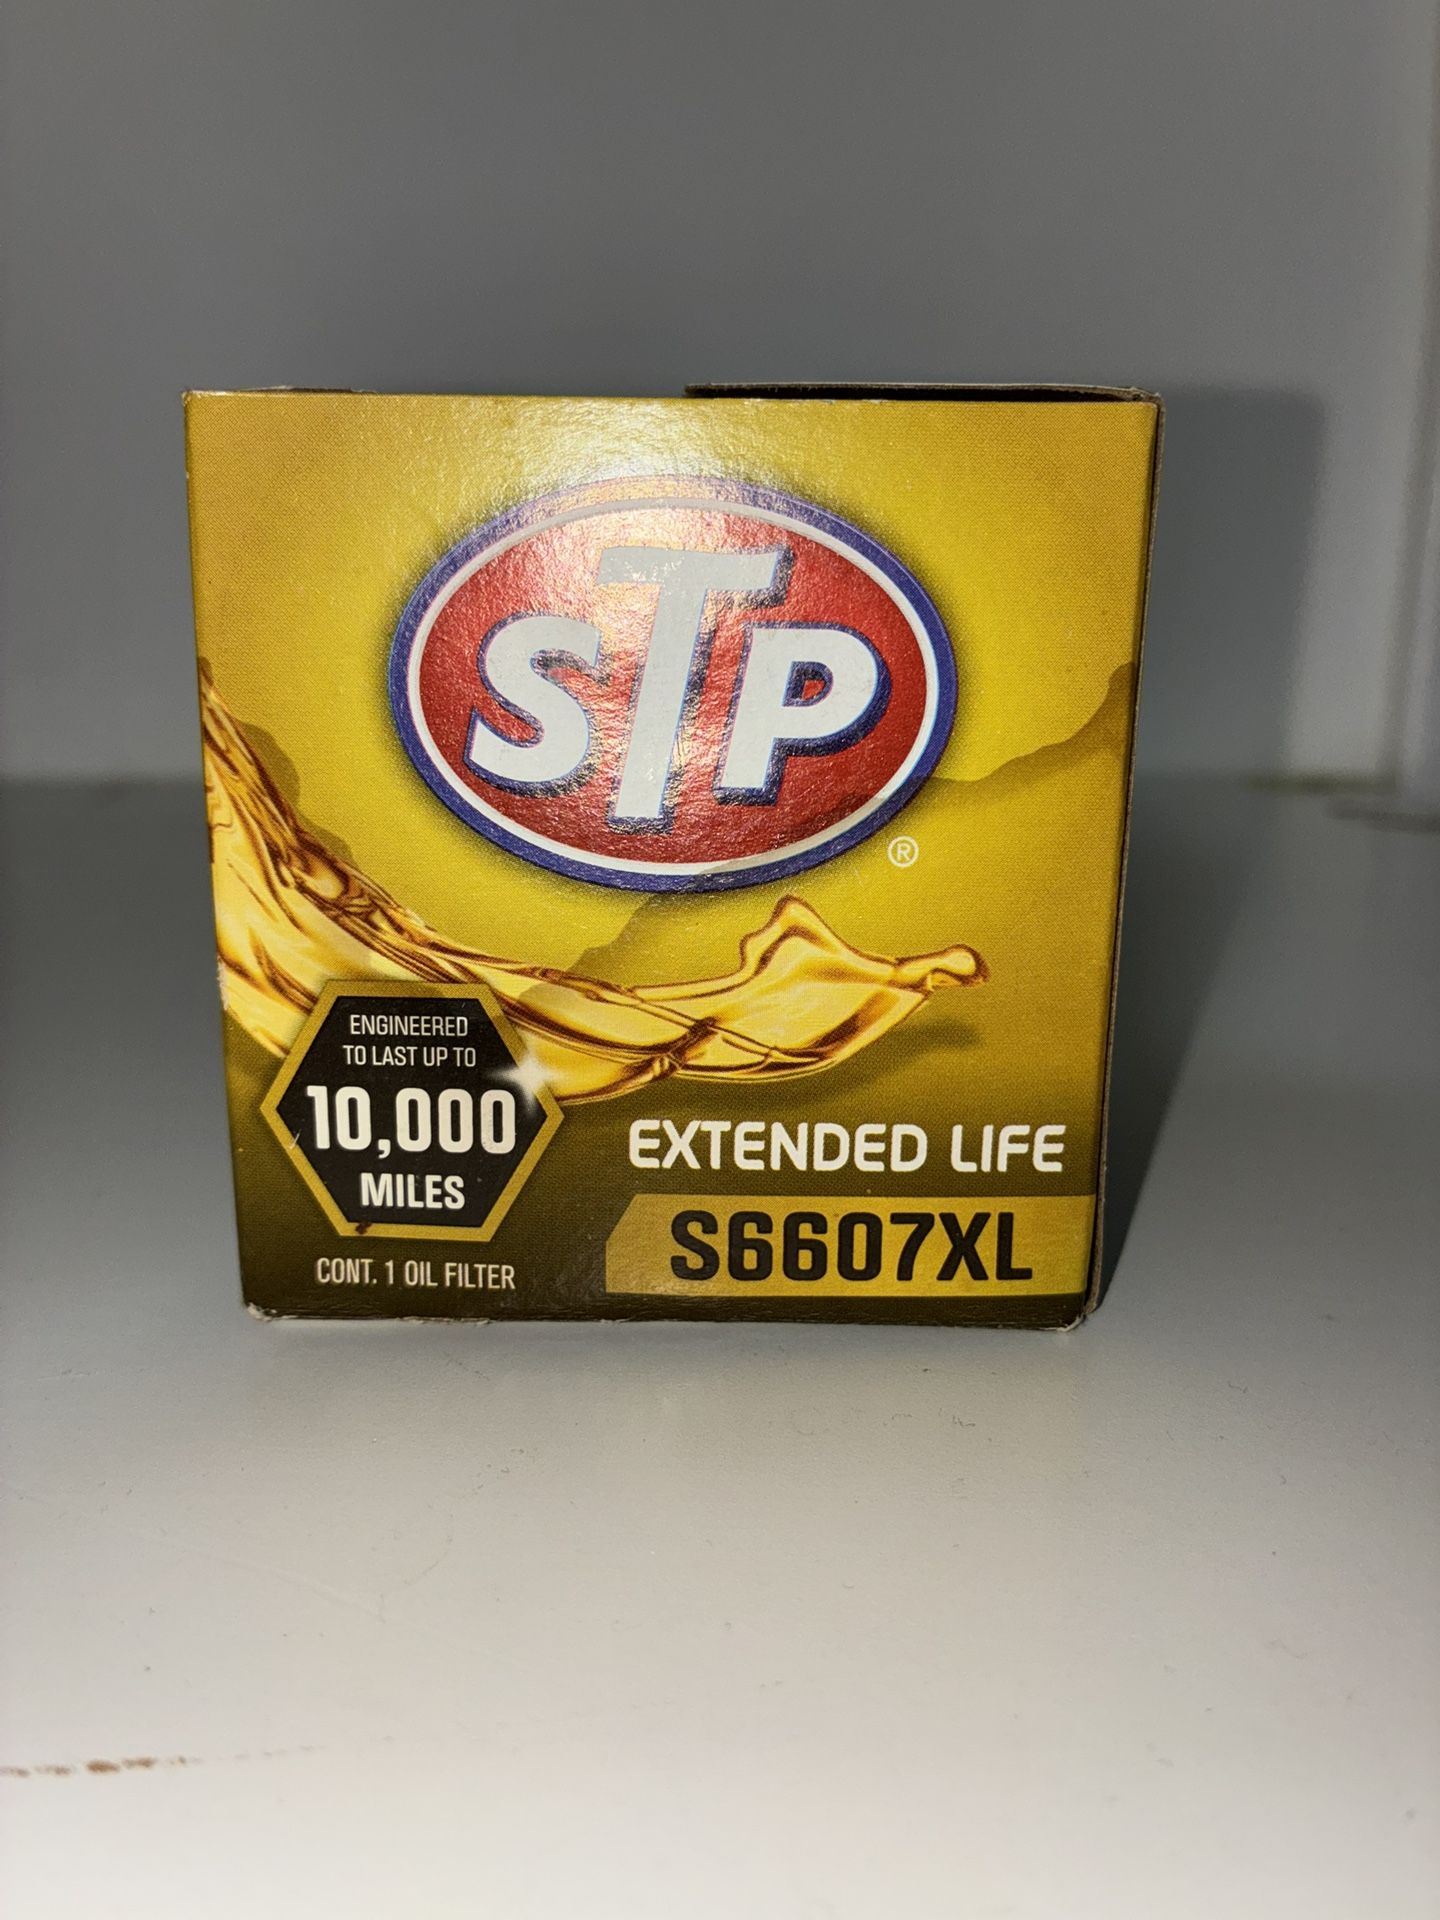 STP
®
ENGINEERED
TO LAST UP TO
10,000
MILES
EXTENDED LIFE
S6607XL
CONT. 1 OIL FILTER